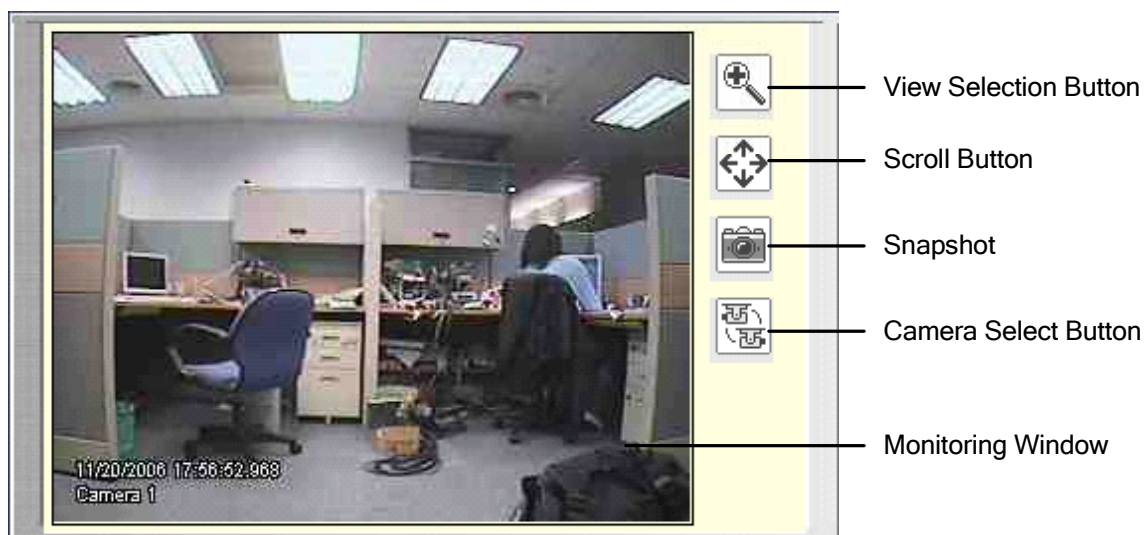 View Selection Button
Scroll Button
Snapshot
Camera Select Button
Monitoring Window
11/20/2006 17:56:52.968
Camera 1